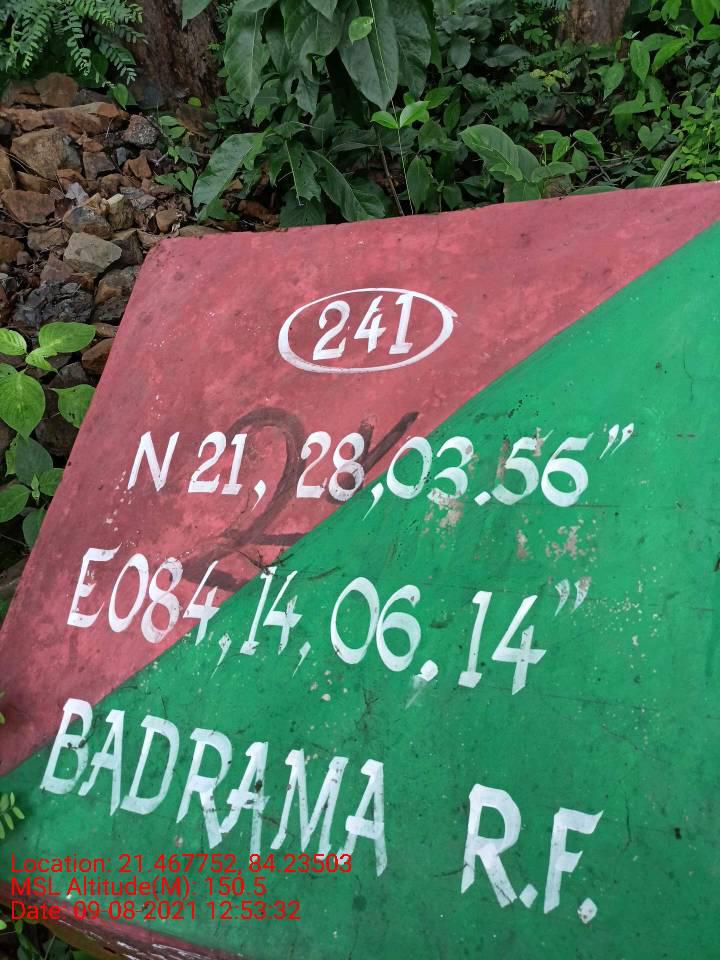 241
N 21, 28, 03.56"
E084, 14, 06.14"
BADRAMA R.F.
Location: 21.467752, 84.23503
MSL Altitude(M): 150.5
Date: 09-08-2021 12:53:32